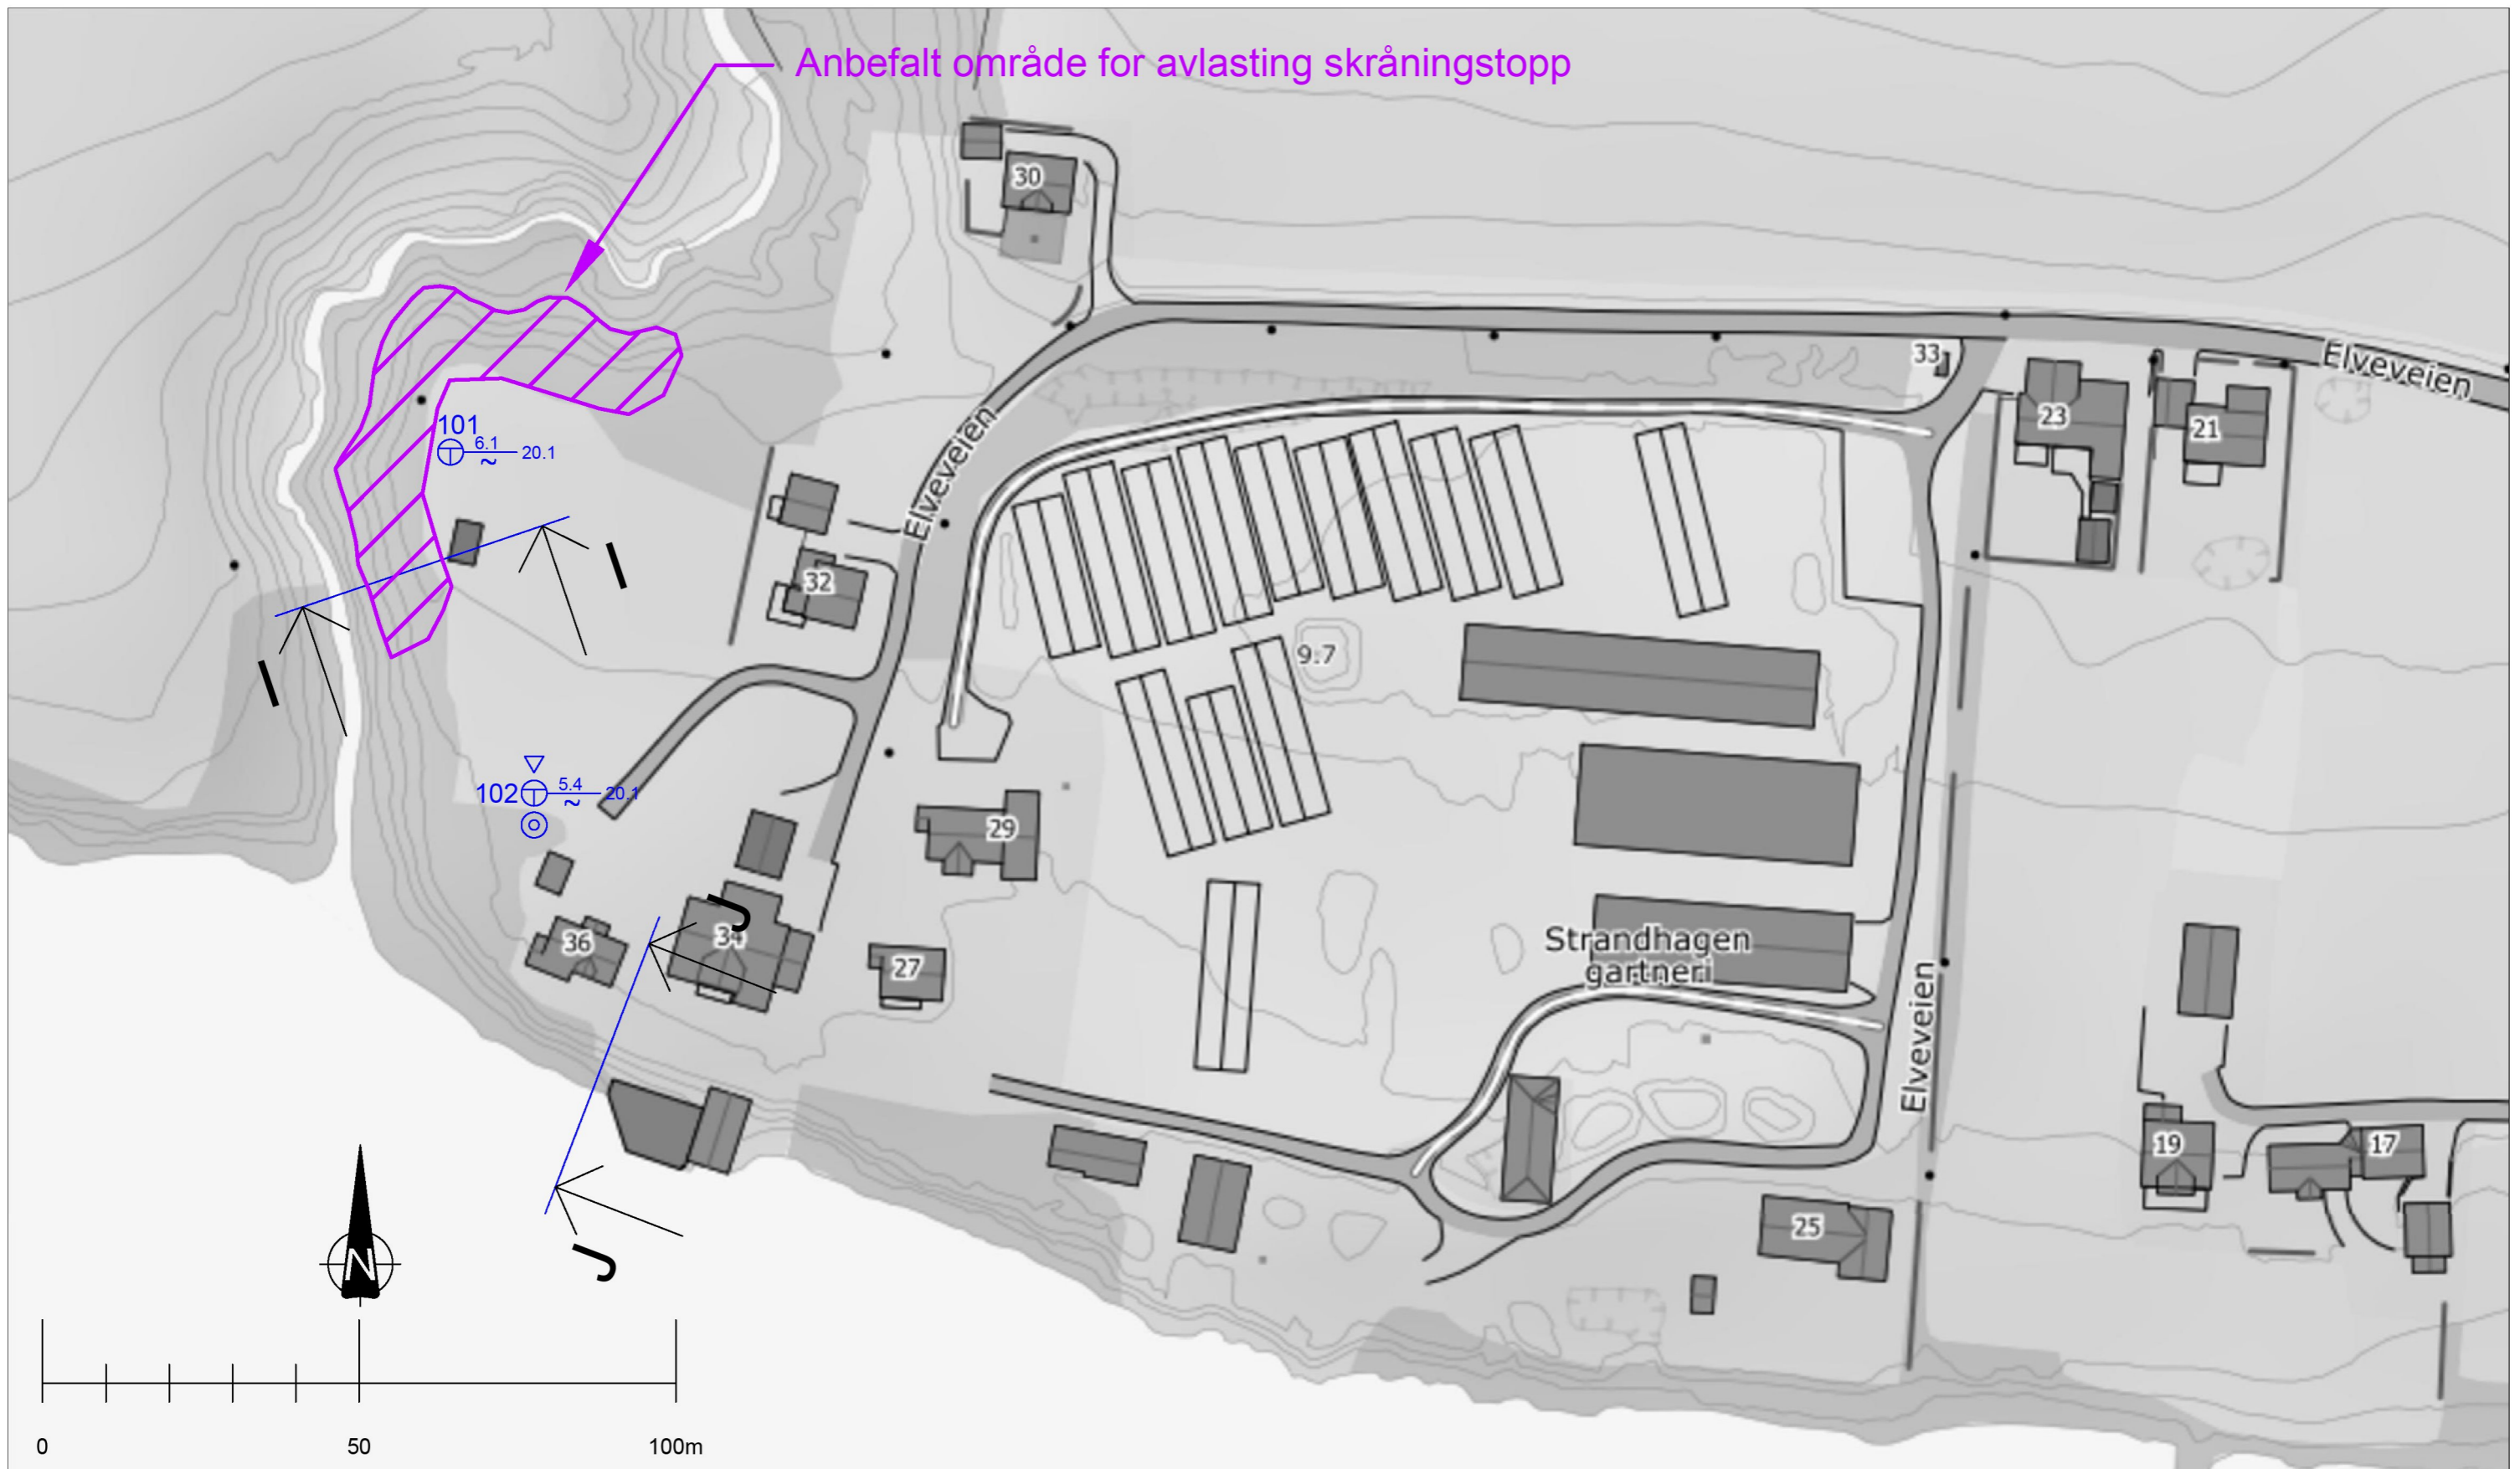 Anbefalt område for avlasting skråningstopp
30
33
Elveveien
23
21
101
6.1
~
20.1
Elveveien
I
32
9.7
I
102
5.4
~
20.1
29
J
36
34
27
Strandhagen
gartneri
Elveveien
19
17
25
J
N
0
50
100m